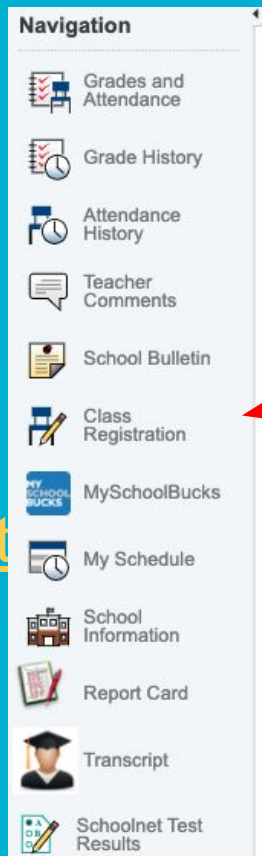 Navigation
Grades and
Attendance
Grade History
Attendance
History
Teacher
Comments
School Bulletin
Class
Registration
MY
SCHOOL
BUCKS
MySchoolBucks
t
My Schedule
School
Information
Report Card
Transcript
A
B
Schoolnet Test
Results